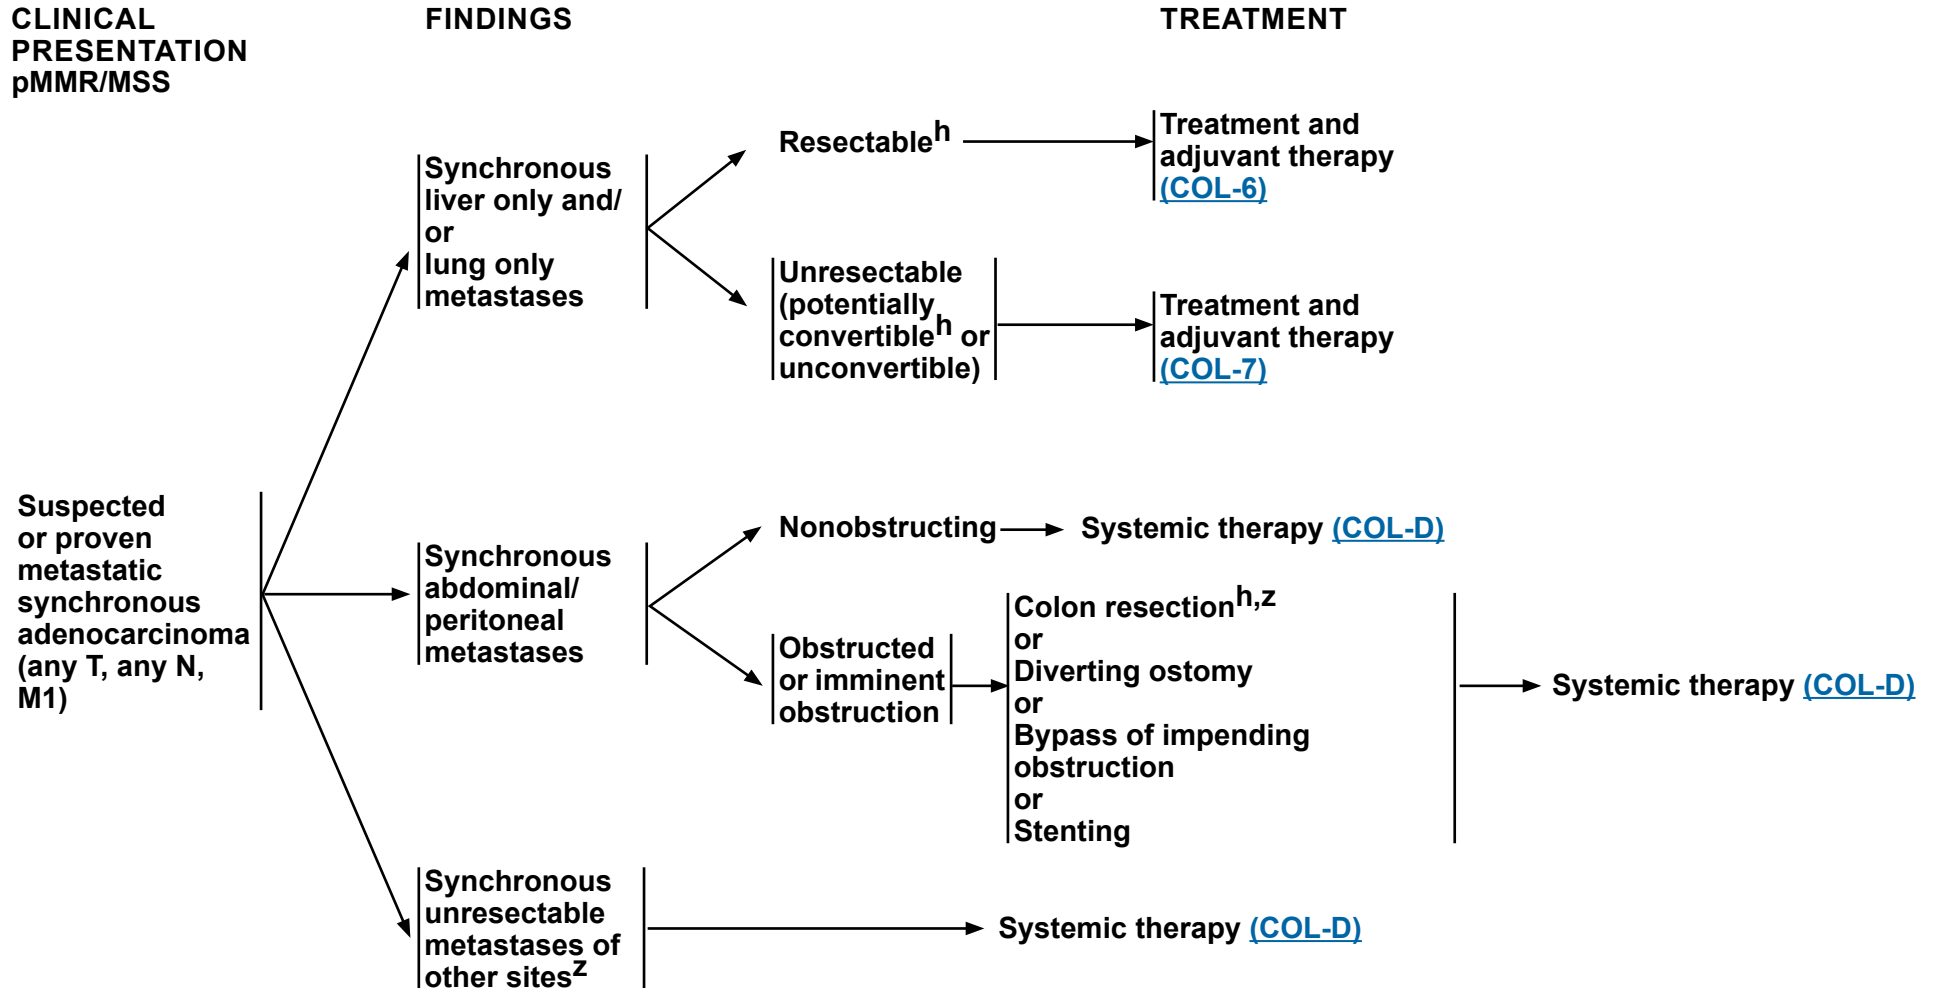 CLINICAL
PRESENTATION
pMMR/MSS
FINDINGS
TREATMENT
Suspected
or proven
metastatic
synchronous
adenocarcinoma
(any T, any N,
M1)
Synchronous
liver only and/
or
lung only
metastases
Resectableh
Treatment and
adjuvant therapy
(COL-6)
Unresectable
(potentially
convertibleh or
unconvertible)
Treatment and
adjuvant therapy
(COL-7)
Synchronous
abdominal/
peritoneal
metastases
Nonobstructing
Systemic therapy (COL-D)
Obstructed
or imminent
obstruction
Colon resectionh,z
or
Diverting ostomy
or
Bypass of impending
obstruction
or
Stenting
Systemic therapy (COL-D)
Synchronous
unresectable
metastases of
other sitesz
Systemic therapy (COL-D)